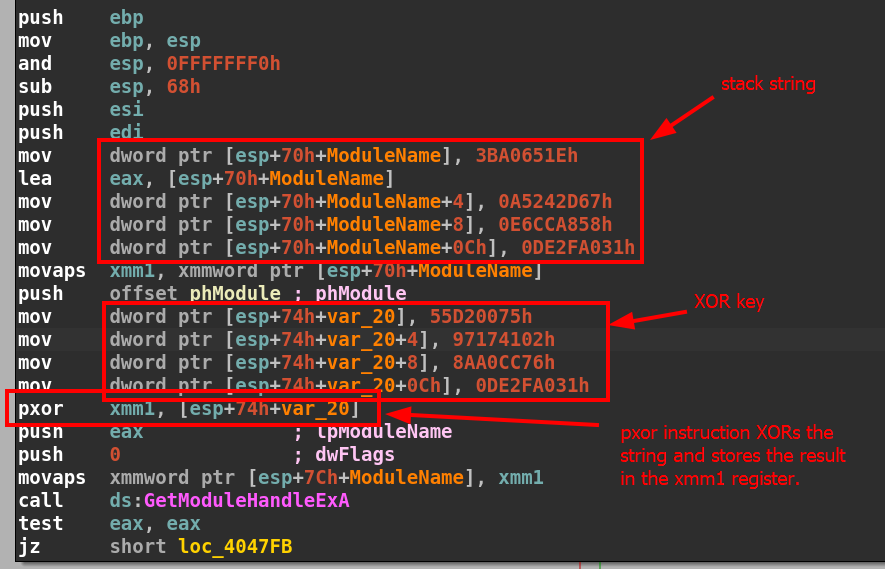 push ebp
mov ebp, esp
and esp, 0FFFFFFF0h
sub esp, 68h
push esi
push edi
mov dword ptr [esp+70h+ModuleName], 3BA0651Eh
lea eax, [esp+70h+ModuleName]
mov dword ptr [esp+70h+ModuleName+4], 0A5242D67h
mov dword ptr [esp+70h+ModuleName+8], 0E6CCA858h
mov dword ptr [esp+70h+ModuleName+0Ch], 0DE2FA031h
movaps xmm1, xmmword ptr [esp+70h+ModuleName]
push offset phModule ; phModule
mov dword ptr [esp+74h+var_20], 55D20075h
mov dword ptr [esp+74h+var_20+4], 97174102h
mov dword ptr [esp+74h+var_20+8], 8AA0CC76h
mov dword ptr [esp+74h+var_20+0Ch], 0DE2FA031h
pxor xmm1, [esp+74h+var_20]
push eax ; lpModuleName
push 0 ; dwFlags
movaps xmmword ptr [esp+7Ch+ModuleName], xmm1
call ds:GetModuleHandleExA
test eax, eax
jz short loc_4047FB
stack string
XOR key
pxor instruction XORs the
string and stores the result
in the xmm1 register.